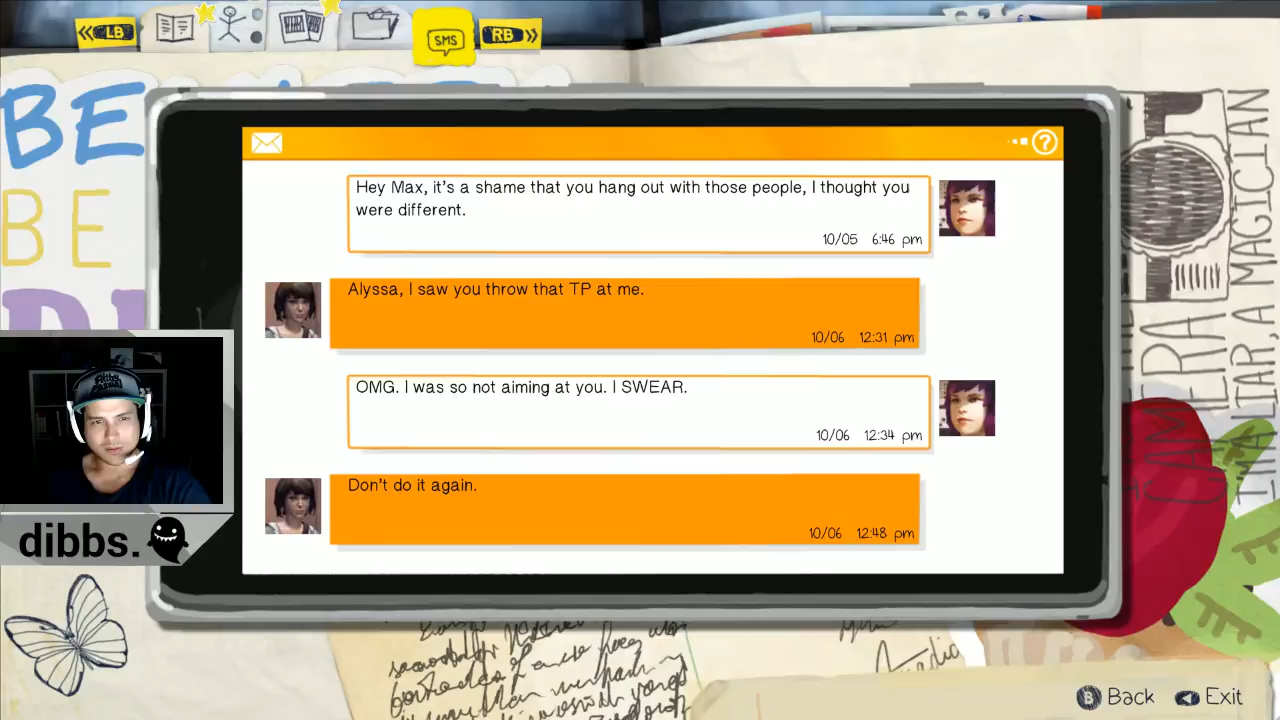 LB
SMS
RB
BE
BE
Hey Max, it's a shame that you hang out with those people, I thought you
were different.
10/05 6:46 pm
Alyssa, I saw you throw that TP at me.
10/06 12:31 pm
OMG. I was so not aiming at you. I SWEAR.
10/06 12:34 pm
Don't do it again.
10/06 12:48 pm
dibbs.
CAMERA
LIAR, A MAGICIAN
B Back
Exit